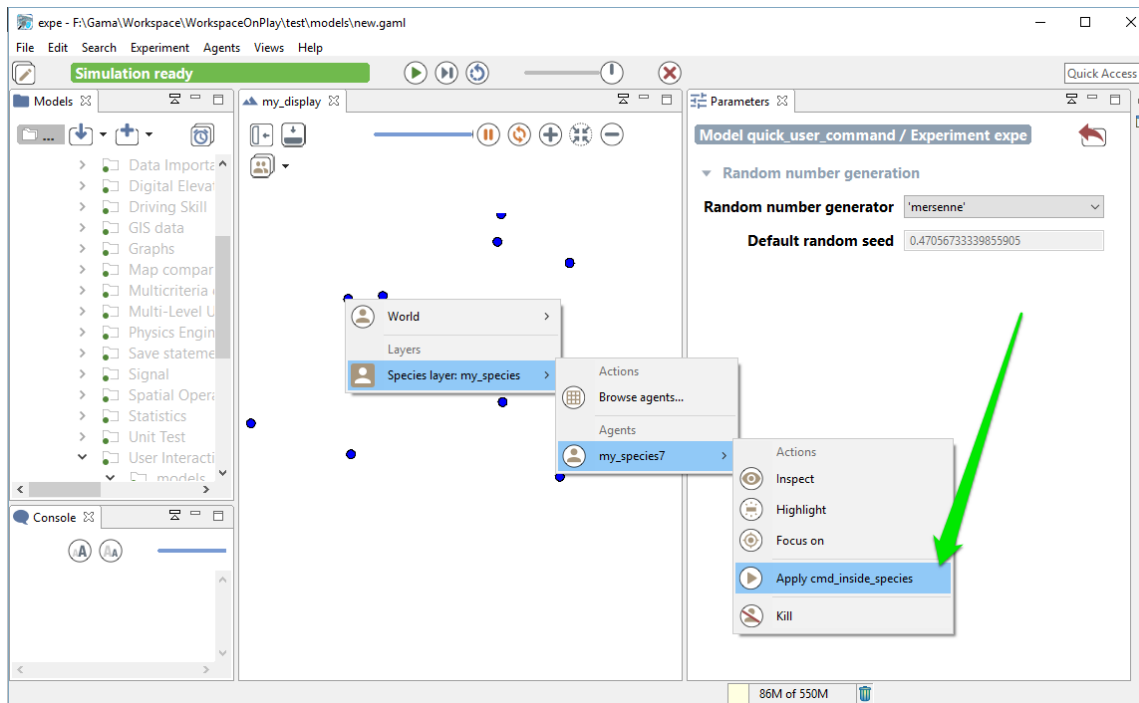 expe - F:\Gama\Workspace\WorkspaceOnPlay\test\models\new.gaml
File Edit Search Experiment Agents Views Help
Simulation ready
Quick Access
Models
...
Data Importa
Digital Elevat
Driving Skill
GIS data
Graphs
Map compar
Multicriteria
Multi-Level U
Physics Engin
Save stateme
Signal
Spatial Opera
Statistics
Unit Test
User Interacti
models
Console
AA
AA
my_display
World
Layers
Species layer: my_species
Actions
Browse agents...
Agents
my_species7
Actions
Inspect
Highlight
Focus on
Apply cmd_inside_species
Kill
Parameters
Model quick_user_command / Experiment expe
Random number generation
Random number generator 'mersenne'
Default random seed 0.47056733339855905
86M of 550M